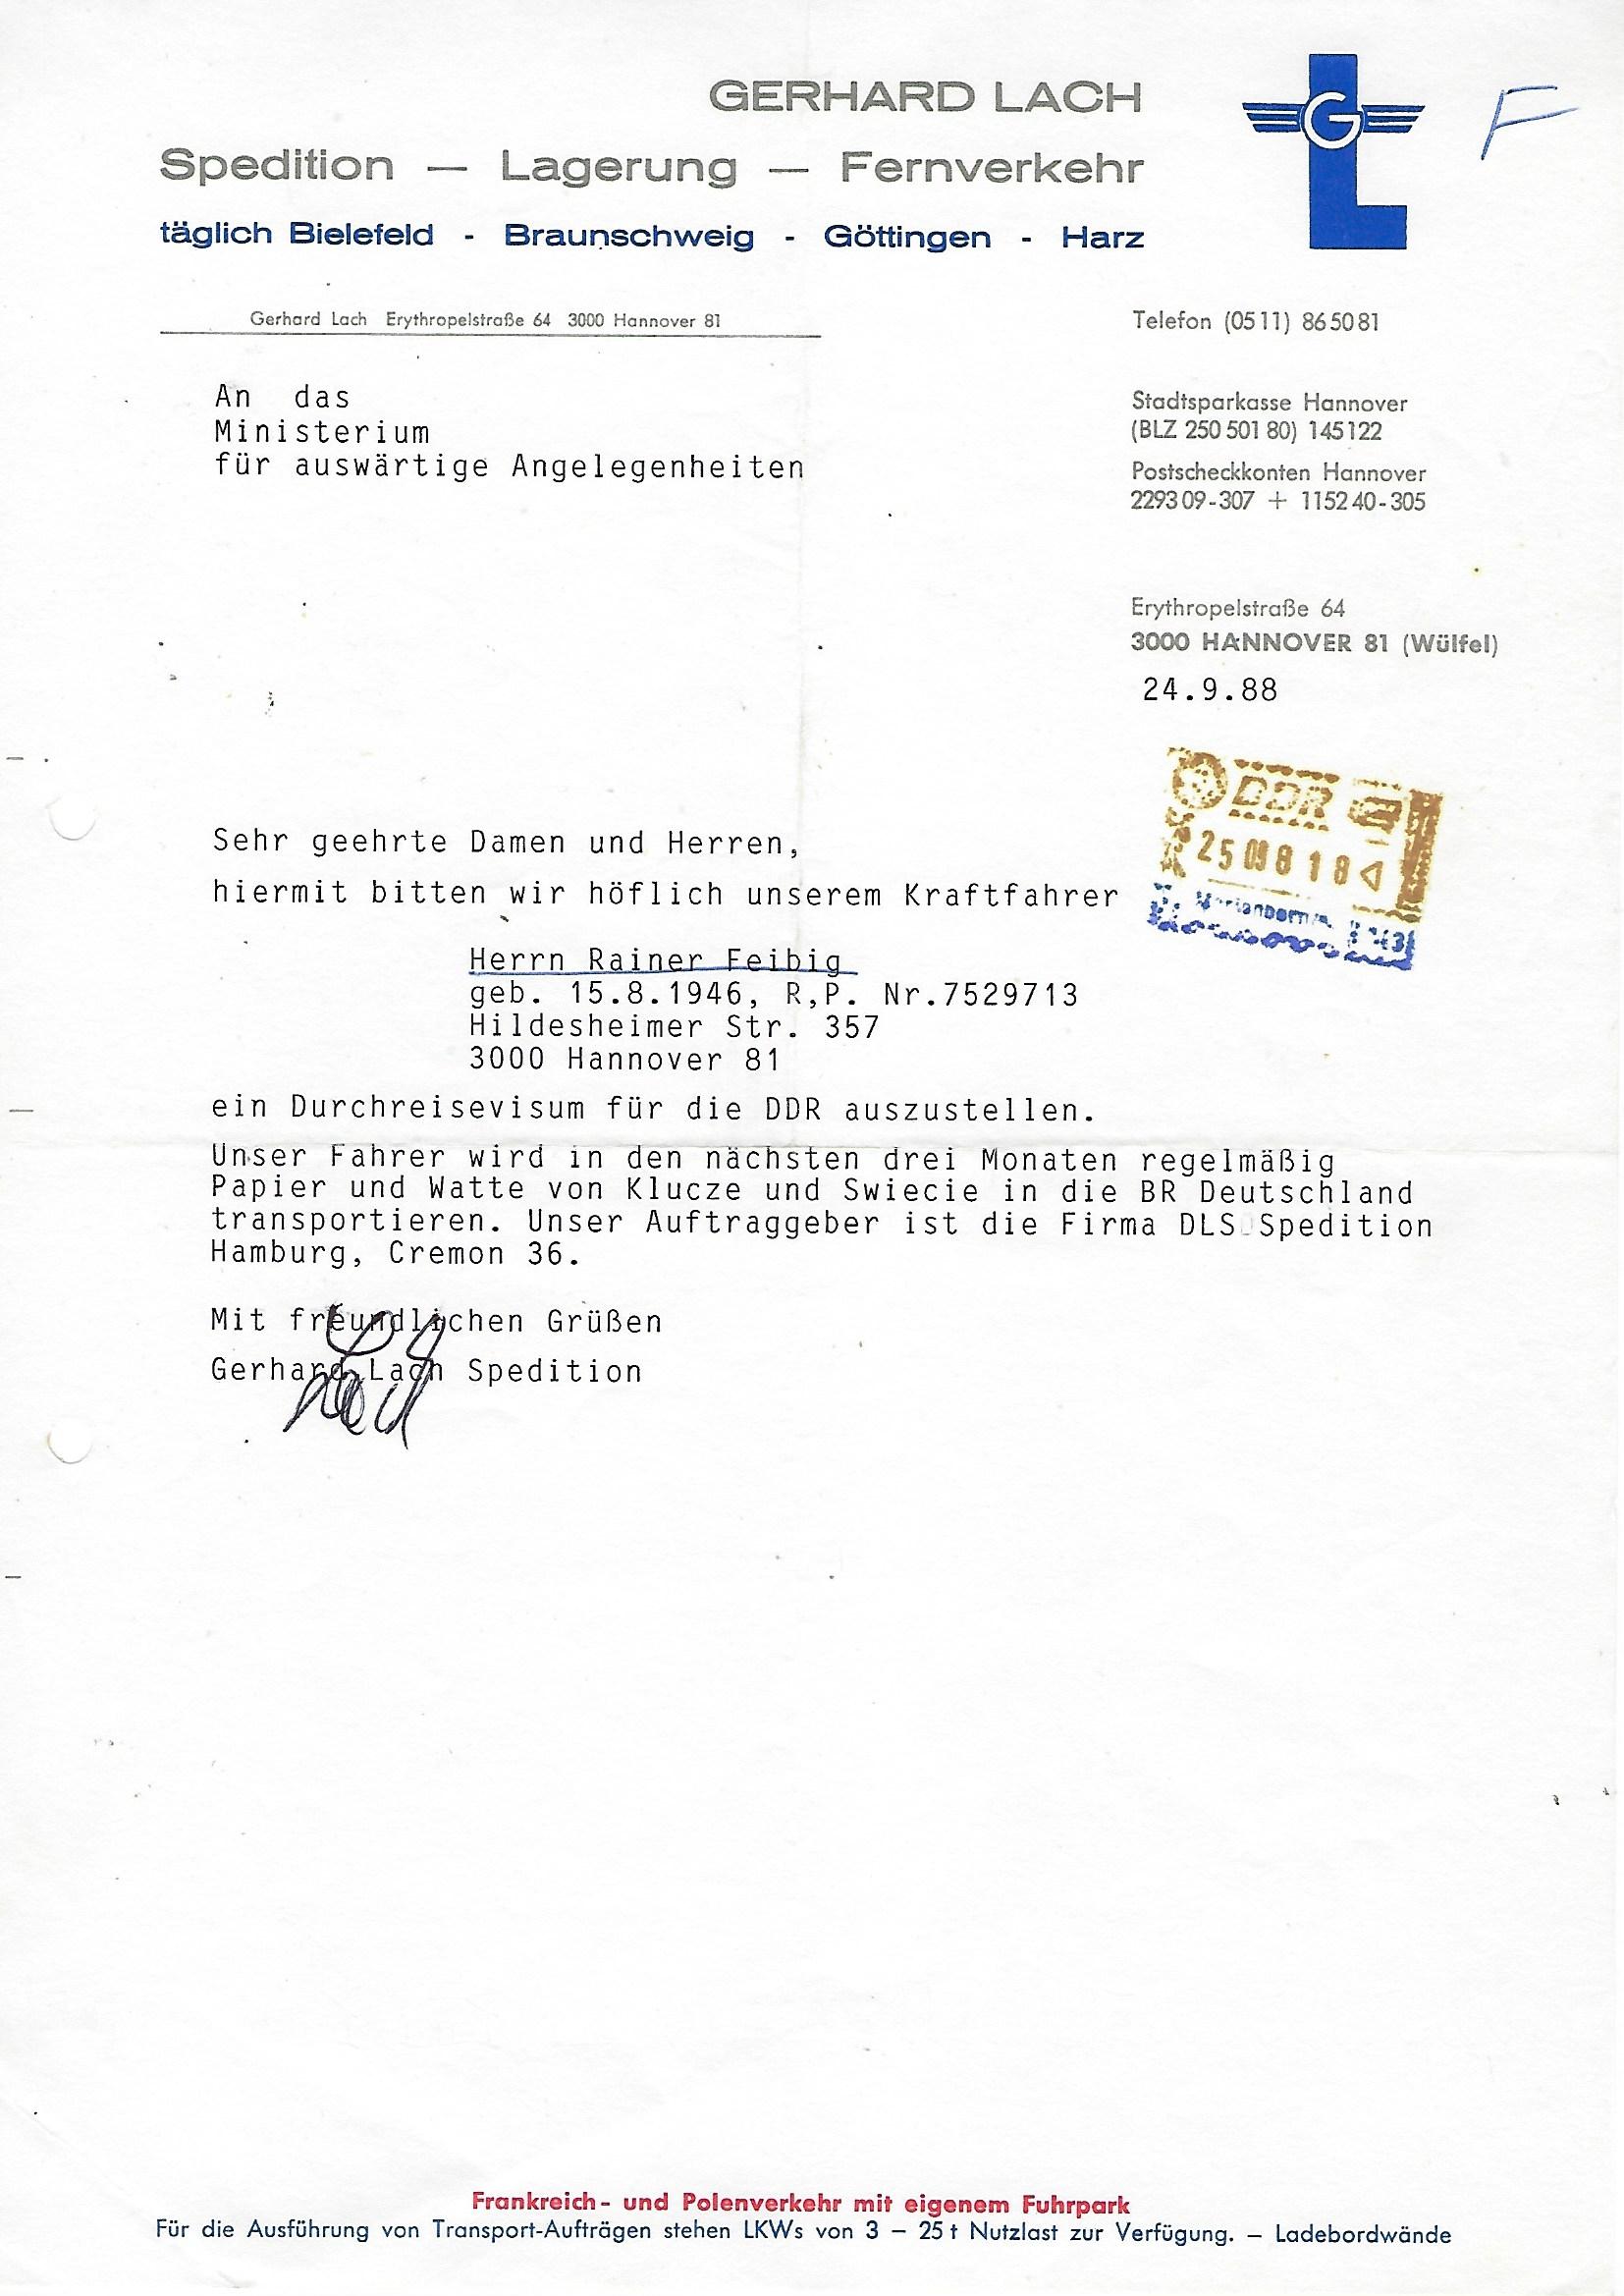 GERHARD LACH
Spedition — Lagerung — Fernverkehr
täglich Bielefeld - Braunschweig - Göttingen - Harz
G
L
F
Gerhard Lach Erythropelstraße 64 3000 Hannover 81
Telefon (0511) 865081
An das
Ministerium
für auswärtige Angelegenheiten
Stadtsparkasse Hannover
(BLZ 250 501 80) 145122
Postscheckkonten Hannover
229309-307 + 115240-305
Erythropelstraße 64
3000 HANNOVER 81 (Wülfel)
24.9.88
DDR
25 09 8 18
Sehr geehrte Damen und Herren,
hiermit bitten wir höflich unserem Kraftfahrer
Herrn Rainer Feibig
geb. 15.8.1946, R,P. Nr.7529713
Hildesheimer Str. 357
3000 Hannover 81
ein Durchreisevisum für die DDR auszustellen.
Unser Fahrer wird in den nächsten drei Monaten regelmäßig
Papier und Watte von Klucze und Swiecie in die BR Deutschland
transportieren. Unser Auftraggeber ist die Firma DLS Spedition
Hamburg, Cremon 36.
Mit freundlichen Grüßen
Gerhard Lach Spedition
Lach
Frankreich- und Polenverkehr mit eigenem Fuhrpark
Für die Ausführung von Transport-Aufträgen stehen LKWs von 3 – 25 t Nutzlast zur Verfügung. – Ladebordwände